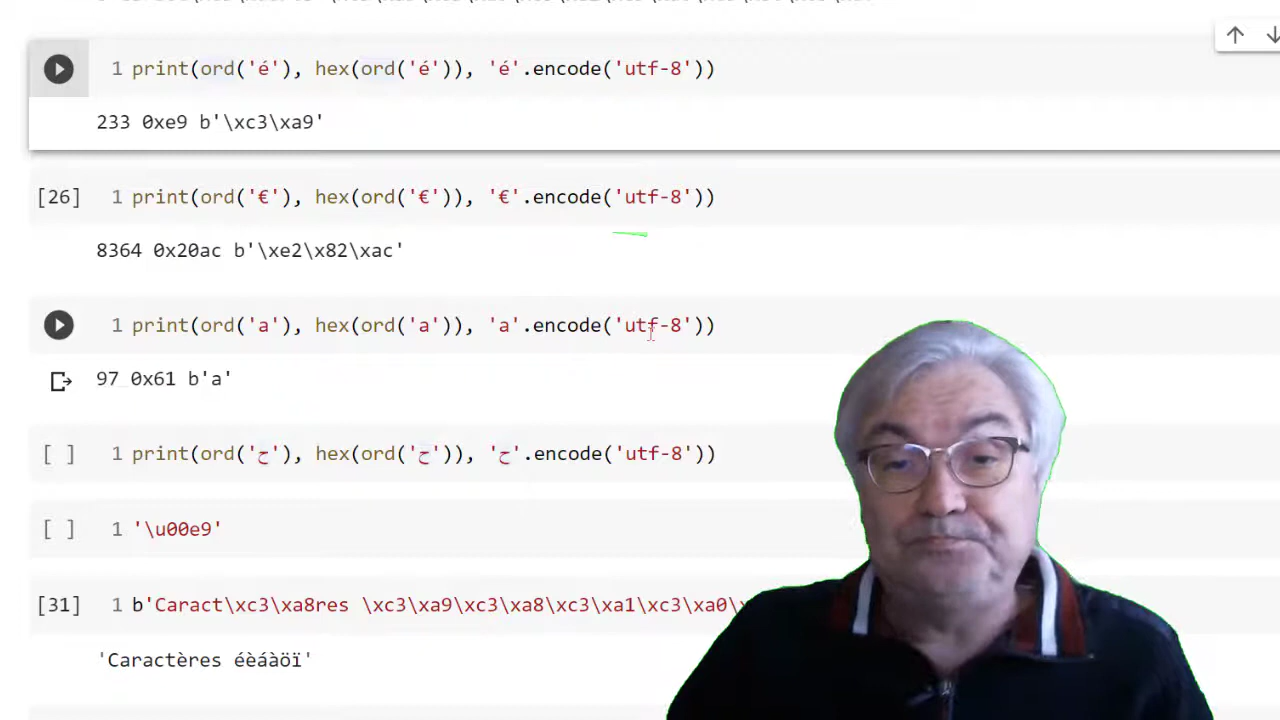 1 print(ord('é'), hex(ord('é')), 'é'.encode('utf-8'))
233 0xe9 b'\xc3\xa9'
[26] 1 print(ord('€'), hex(ord('€')), '€'.encode('utf-8'))
8364 0x20ac b'\xe2\x82\xac'
1 print(ord('a'), hex(ord('a')), 'a'.encode('utf-8'))
97 0x61 b'a'
[ ] 1 print(ord('ح'), hex(ord('ح')), 'ح'.encode('utf-8'))
[ ] 1 '\u00e9'
[31] 1 b'Caract\xc3\xa8res \xc3\xa9\xc3\xa8\xc3\xa1\xc3\xa0\
'Caractères éèáàöï'